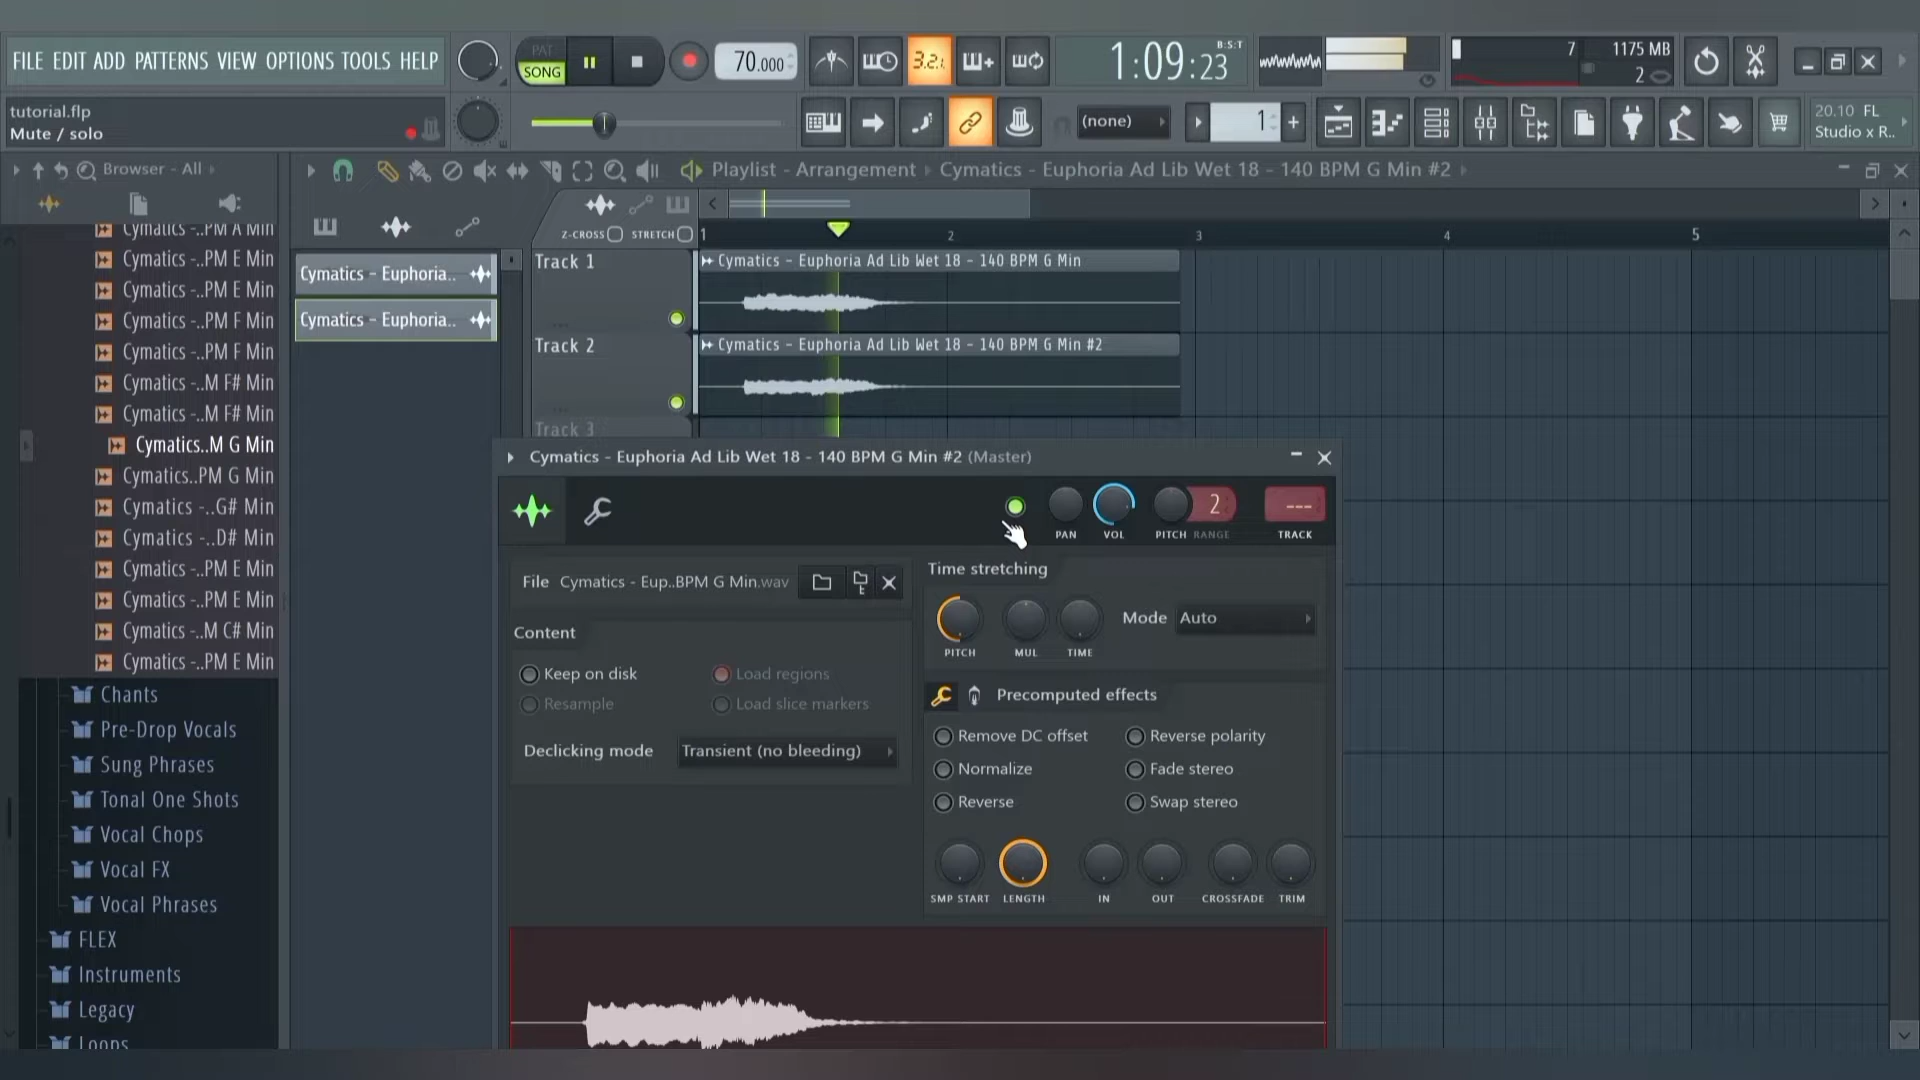 FILE EDIT ADD PATTERNS VIEW OPTIONS TOOLS HELP
PAT
SONG
70.000
3.2.
1:09:23
B:S:T
7
1175 MB
2
tutorial.flp
Mute / solo
(none)
1
20.10 FL
Studio x R..
Browser - All
Playlist - Arrangement
Cymatics - Euphoria Ad Lib Wet 18 - 140 BPM G Min #2
Z-CROSS
STRETCH
1
2
3
4
5
Cymatics -..PM A Min
Cymatics -..PM E Min
Cymatics -..PM E Min
Cymatics -..PM F Min
Cymatics -..PM F Min
Cymatics -..M F# Min
Cymatics -..M F# Min
Cymatics..M G Min
Cymatics..PM G Min
Cymatics -..G# Min
Cymatics -..D# Min
Cymatics -..PM E Min
Cymatics -..PM E Min
Cymatics -..M C# Min
Cymatics -..PM E Min
Chants
Pre-Drop Vocals
Sung Phrases
Tonal One Shots
Vocal Chops
Vocal FX
Vocal Phrases
FLEX
Instruments
Legacy
Loops
Cymatics - Euphoria..
Cymatics - Euphoria..
Track 1
Cymatics - Euphoria Ad Lib Wet 18 - 140 BPM G Min
Track 2
Cymatics - Euphoria Ad Lib Wet 18 - 140 BPM G Min #2
Track 3
Cymatics - Euphoria Ad Lib Wet 18 - 140 BPM G Min #2 (Master)
2
---
PAN
VOL
PITCH
RANGE
TRACK
File
Cymatics - Eup..BPM G Min.wav
Content
Keep on disk
Load regions
Resample
Load slice markers
Declicking mode
Transient (no bleeding)
Time stretching
Mode
Auto
PITCH
MUL
TIME
Precomputed effects
Remove DC offset
Reverse polarity
Normalize
Fade stereo
Reverse
Swap stereo
SMP START
LENGTH
IN
OUT
CROSSFADE
TRIM